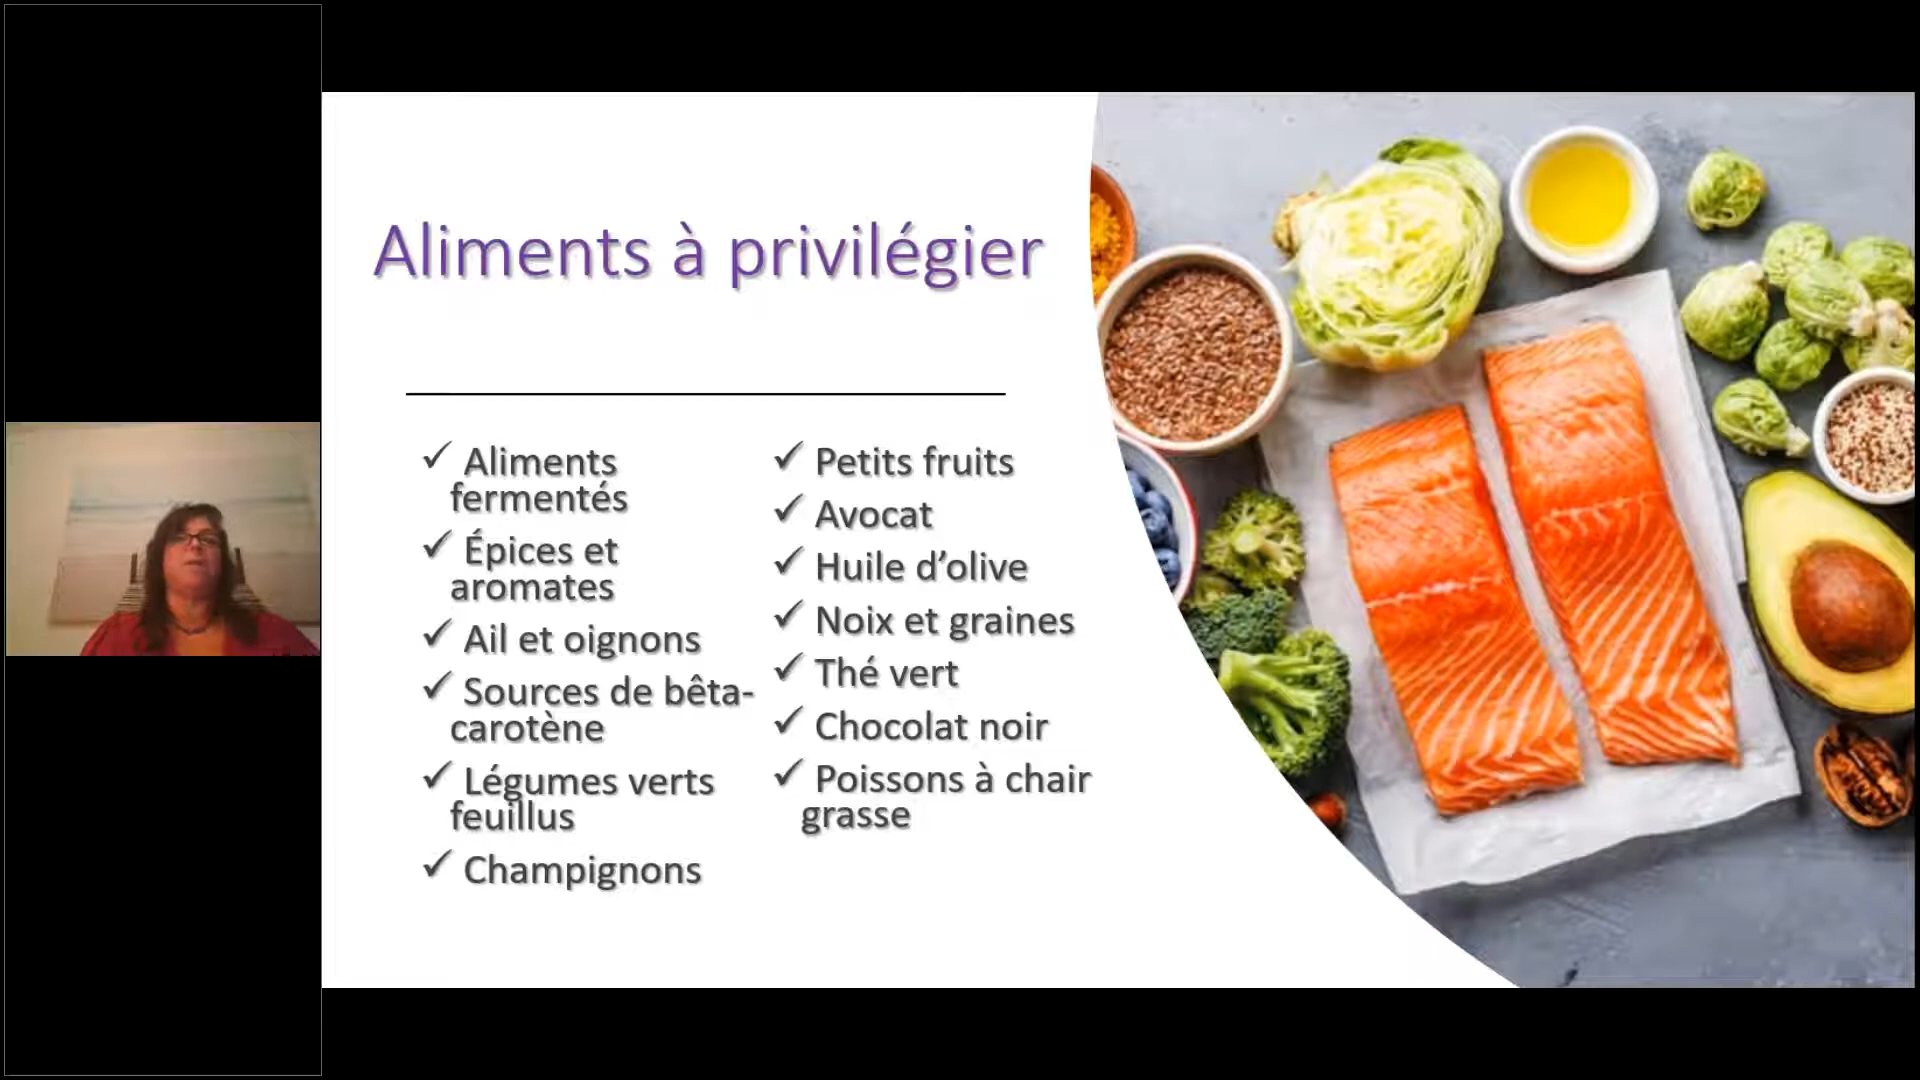 Aliments à privilégier
✓ Aliments
fermentés
✓ Épices et
aromates
✓ Ail et oignons
✓ Sources de bêta-
carotène
✓ Légumes verts
feuillus
✓ Champignons
✓ Petits fruits
✓ Avocat
✓ Huile d’olive
✓ Noix et graines
✓ Thé vert
✓ Chocolat noir
✓ Poissons à chair
grasse